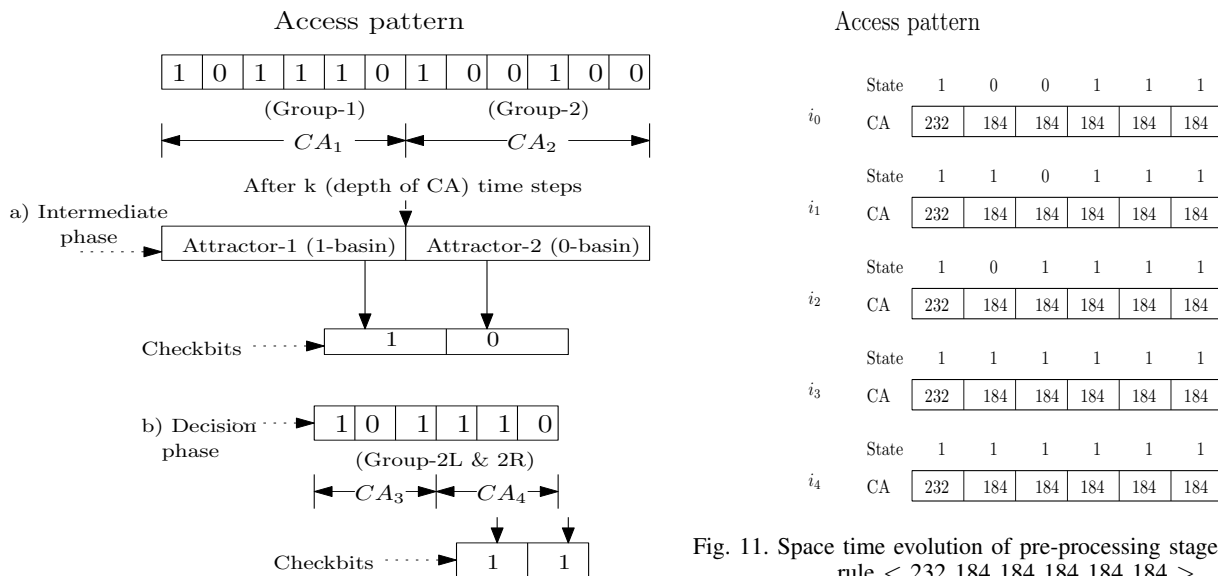 Access pattern
1 0 1 1 1 0 1 0 0 1 0 0
(Group-1) (Group-2)
CA1 CA2
After k (depth of CA) time steps
a) Intermediate
phase
Attractor-1 (1-basin) Attractor-2 (0-basin)
Checkbits 1 0
b) Decision 1 0 1 1 1 0
phase
(Group-2L & 2R)
CA3 CA4
Checkbits 1 1
Access pattern
State 1 0 0 1 1 1
i0 CA 232 184 184 184 184 184
State 1 1 0 1 1 1
i1 CA 232 184 184 184 184 184
State 1 0 1 1 1 1
i2 CA 232 184 184 184 184 184
State 1 1 1 1 1 1
i3 CA 232 184 184 184 184 184
State 1 1 1 1 1 1
i4 CA 232 184 184 184 184 184
Fig. 11. Space time evolution of pre-processing stage
rule < 232 184 184 184 184 184 >